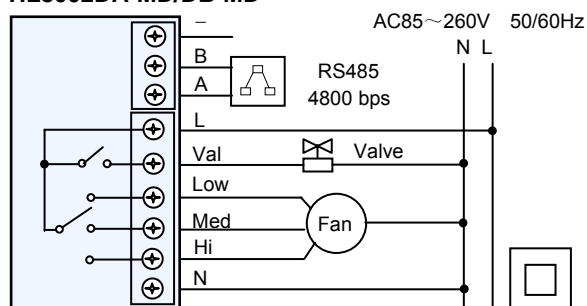 AC85～260V 50/60Hz
N L
—
B
A
RS485
4800 bps
L
Val
Valve
Low
Med
Fan
Hi
N